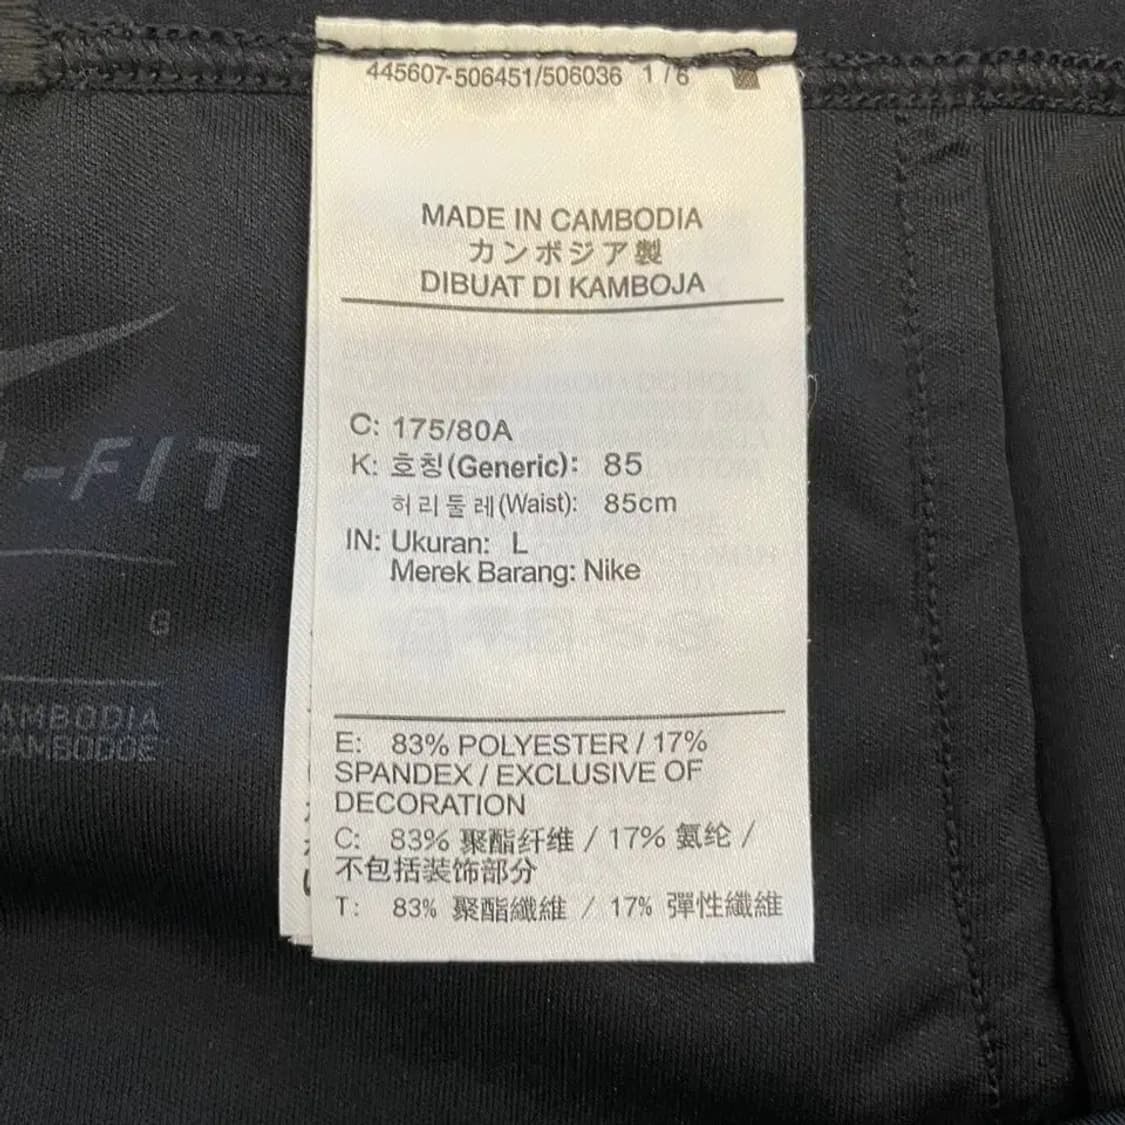 445607-506451/506036 1 / 6
MADE IN CAMBODIA
カンボジア製
DIBUAT DI KAMBOJA
C: 175/80A
K: 호칭(Generic): 85
허리둘레(Waist): 85cm
IN: Ukuran: L
Merek Barang: Nike
E: 83% POLYESTER / 17%
SPANDEX / EXCLUSIVE OF
DECORATION
C: 83% 聚酯纤维 / 17% 氨纶 /
不包括装饰部分
T: 83% 聚酯纖維 / 17% 彈性纖維
-FIT
G
AMBODIA
CAMBODGE